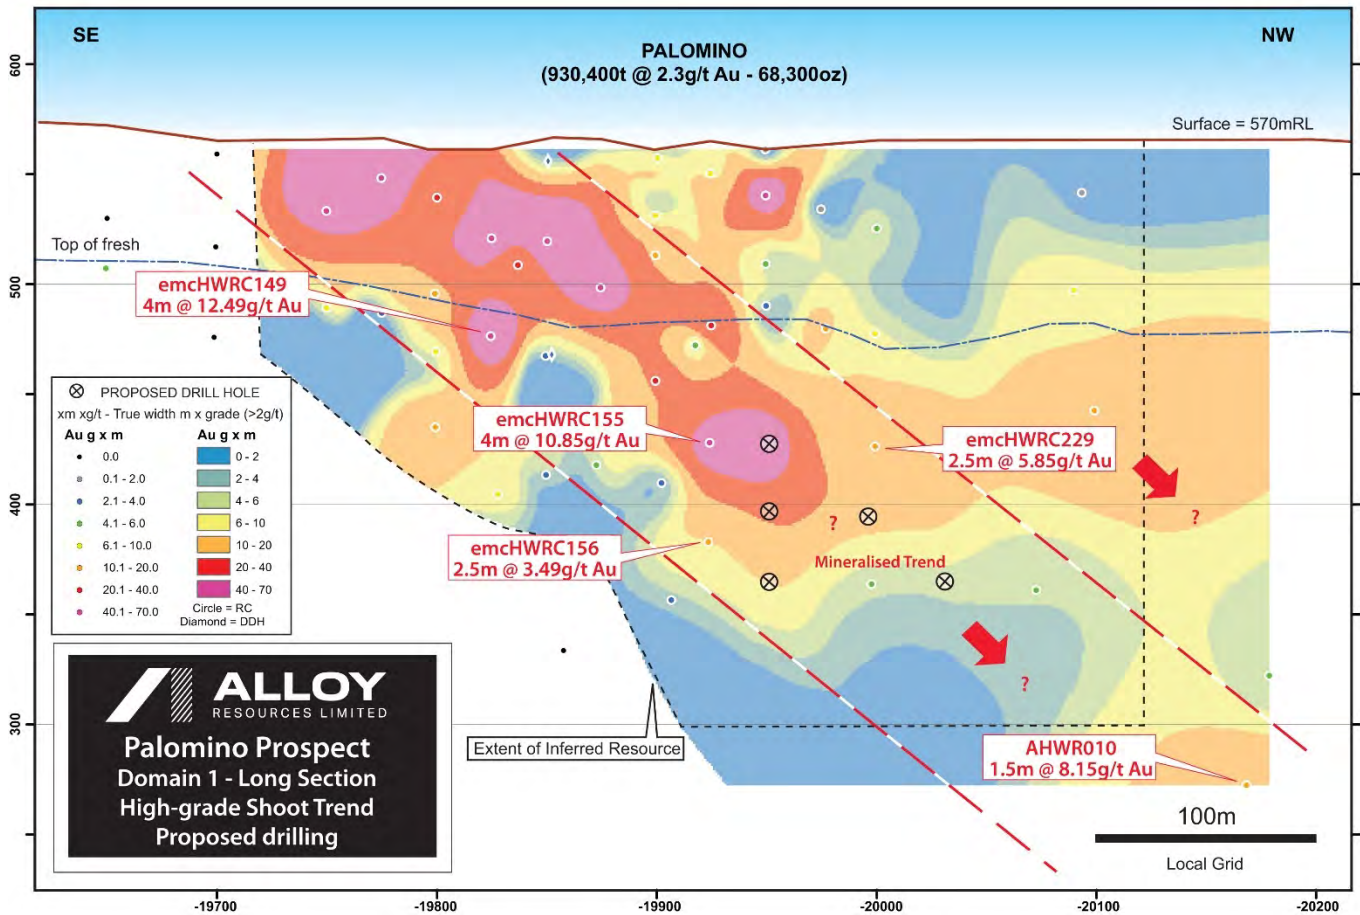 SE
NW
PALOMINO
(930,400t @ 2.3g/t Au - 68,300oz)
600
Surface = 570mRL
Top of fresh
500
emcHWRC149
4m @ 12.49g/t Au
PROPOSED DRILL HOLE
xm xg/t - True width m x grade (>2g/t)
Au g x m
Au g x m
0.0
0 - 2
0.1 - 2.0
2 - 4
2.1 - 4.0
4 - 6
4.1 - 6.0
6 - 10
6.1 - 10.0
10 - 20
10.1 - 20.0
20 - 40
20.1 - 40.0
40 - 70
40.1 - 70.0
Circle = RC
Diamond = DDH
emcHWRC155
4m @ 10.85g/t Au
emcHWRC229
2.5m @ 5.85g/t Au
400
?
?
emcHWRC156
2.5m @ 3.49g/t Au
Mineralised Trend
?
ALLOY
RESOURCES LIMITED
Palomino Prospect
Domain 1 - Long Section
High-grade Shoot Trend
Proposed drilling
300
Extent of Inferred Resource
AHWR010
1.5m @ 8.15g/t Au
100m
Local Grid
-19700
-19800
-19900
-20000
-20100
-20200